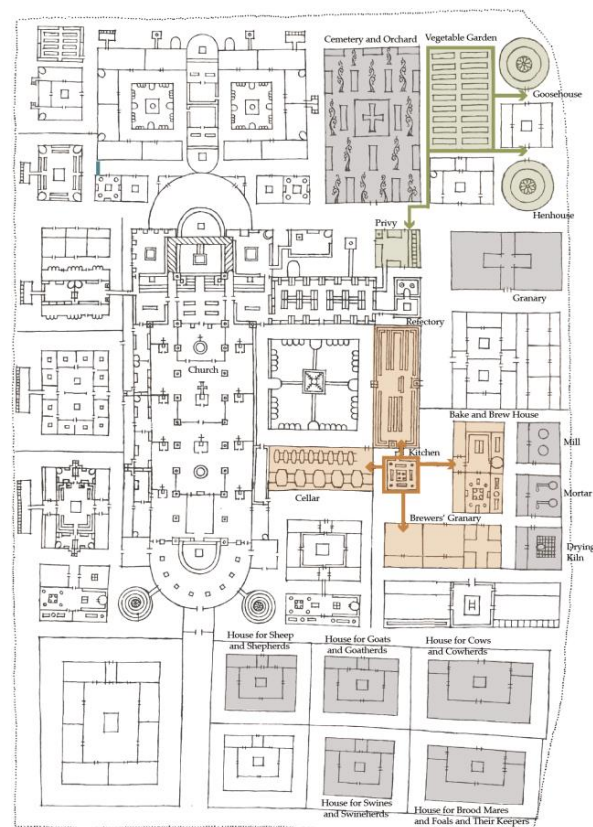 Cemetery and Orchard
Vegetable Garden
Goosehouse
Henhouse
Privy
Granary
Refectory
Church
Bake and Brew House
Mill
Kitchen
Cellar
Mortar
Brewers' Granary
Drying
Kiln
House for Sheep
and Shepherds
House for Goats
and Goatherds
House for Cows
and Cowherds
House for Swines
and Swineherds
House for Brood Mares
and Foals and Their Keepers